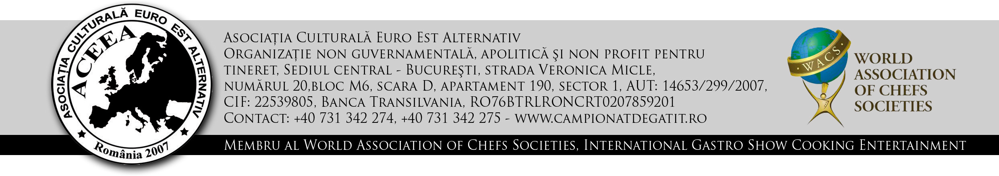 ASOCIAȚIA CULTURALĂ EURO EST ALTERNATIV
ACEEA
România 2007
Asociația Culturală Euro Est Alternativ
Organizație non guvernamentală, apolitică şi non profit pentru
tineret, Sediul central - Bucureşti, strada Veronica Micle,
numărul 20,bloc M6, scara D, apartament 190, sector 1, AUT: 14653/299/2007,
CIF: 22539805, Banca Transilvania, RO76BTRLRONCRT0207859201
Contact: +40 731 342 274, +40 731 342 275 - www.campionatdegatit.ro
· WACS ·
WORLD
ASSOCIATION
OF CHEFS
SOCIETIES
Membru al World Association of Chefs Societies, International Gastro Show Cooking Entertainment